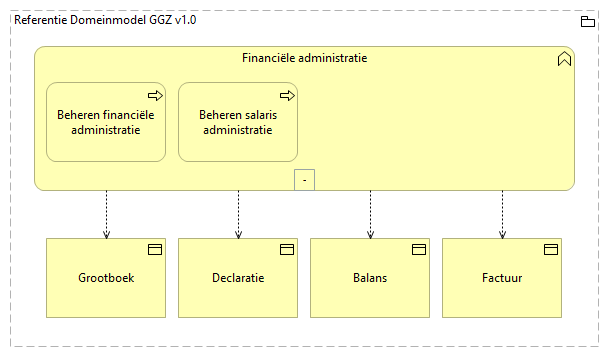 Referentie Domeinmodel GGZ v1.0
Financiële administratie
Beheren financiële
administratie
Beheren salaris
administratie
-
Grootboek
Declaratie
Balans
Factuur